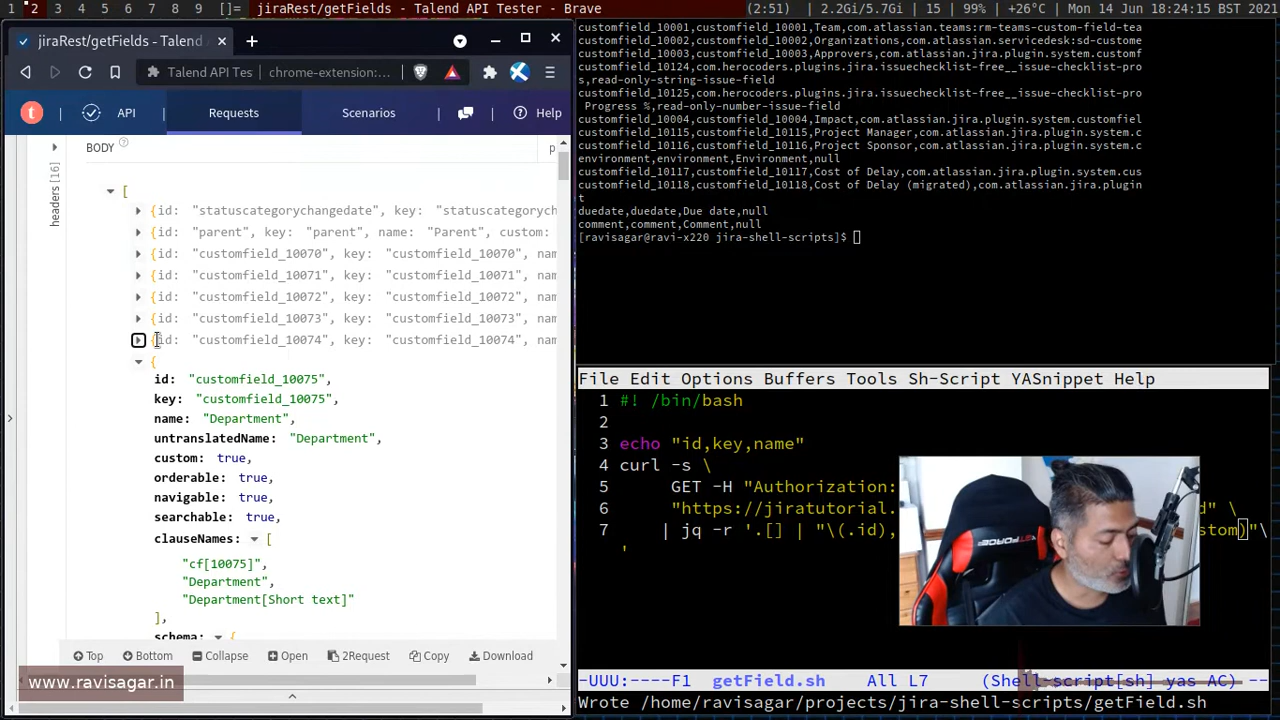 1 2 3 4 5 6 7 8 9 []= jiraRest/getFields - Talend API Tester - Brave (2:51) | 2.2Gi/5.7Gi | 15 | 99% | +26°C | Mon 14 Jun 18:24:15 BST 2021
jiraRest/getFields - Talend A
Talend API Tes chrome-extension:...
API Requests Scenarios Help
headers [16]
BODY
[
{id: "statuscategorychangedate", key: "statuscategorych
{id: "parent", key: "parent", name: "Parent", custom:
{id: "customfield_10070", key: "customfield_10070", nam
{id: "customfield_10071", key: "customfield_10071", nam
{id: "customfield_10072", key: "customfield_10072", nam
{id: "customfield_10073", key: "customfield_10073", nam
{id: "customfield_10074", key: "customfield_10074", nam
{
id: "customfield_10075",
key: "customfield_10075",
name: "Department",
untranslatedName: "Department",
custom: true,
orderable: true,
navigable: true,
searchable: true,
clauseNames: [
"cf[10075]",
"Department",
"Department[Short text]"
],
schema: {
Top Bottom Collapse Open 2Request Copy Download
www.ravisagar.in
customfield_10001,customfield_10001,Team,com.atlassian.teams:rm-teams-custom-field-tea
customfield_10002,customfield_10002,Organizations,com.atlassian.servicedesk:sd-custome
customfield_10003,customfield_10003,Approvers,com.atlassian.jira.plugin.system.customf
customfield_10124,com.herocoders.plugins.jira.issuechecklist-free__issue-checklist-pro
s,read-only-string-issue-field
customfield_10125,com.herocoders.plugins.jira.issuechecklist-free__issue-checklist-pro
Progress %,read-only-number-issue-field
customfield_10004,customfield_10004,Impact,com.atlassian.jira.plugin.system.customfiel
customfield_10115,customfield_10115,Project Manager,com.atlassian.jira.plugin.system.c
customfield_10116,customfield_10116,Project Sponsor,com.atlassian.jira.plugin.system.c
environment,environment,Environment,null
customfield_10117,customfield_10117,Cost of Delay,com.atlassian.jira.plugin.system.cus
customfield_10118,customfield_10118,Cost of Delay (migrated),com.atlassian.jira.plugin
t
duedate,duedate,Due date,null
comment,comment,Comment,null
[ravisagar@ravi-x220 jira-shell-scripts]$
File Edit Options Buffers Tools Sh-Script YASnippet Help
1 #! /bin/bash
2
3 echo "id,key,name"
4 curl -s \
5 GET -H "Authorization:
6 "https://jiratutorial. d" \
7 | jq -r '.[] | "\(.id), stom)"\
'
-UUU:----F1 getField.sh All L7 (Shell-script[sh] yas AC) --
Wrote /home/ravisagar/projects/jira-shell-scripts/getField.sh